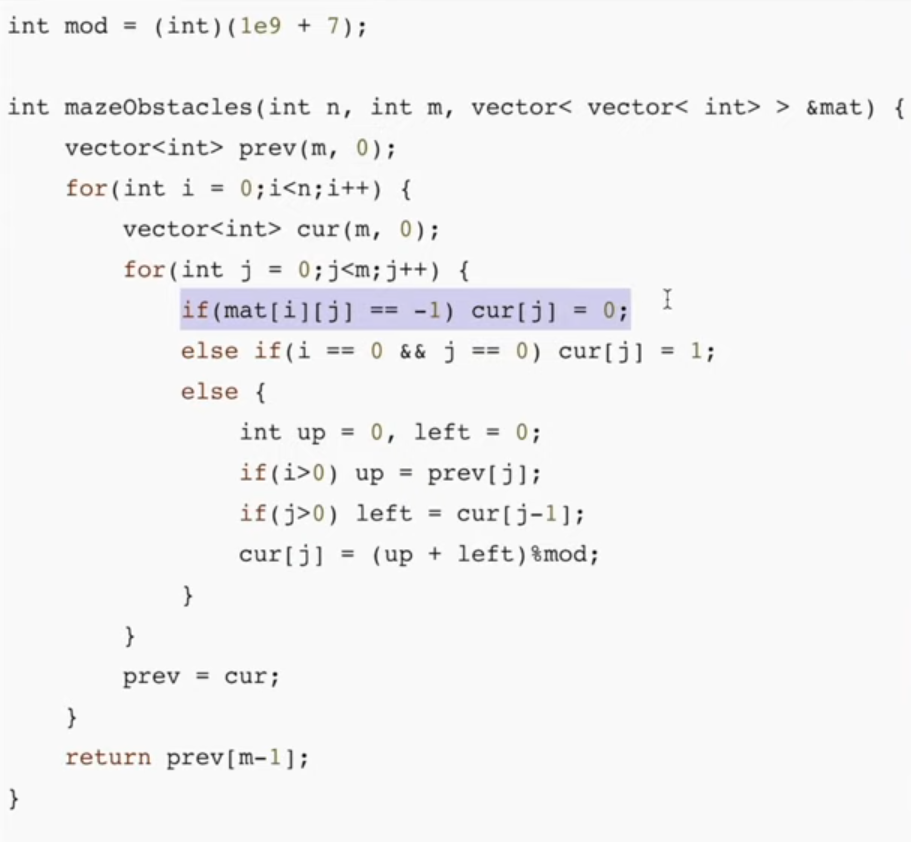 int mod = (int)(1e9 + 7);
int mazeObstacles(int n, int m, vector< vector< int> > &mat) {
vector<int> prev(m, 0);
for(int i = 0;i<n;i++) {
vector<int> cur(m, 0);
for(int j = 0;j<m;j++) {
if(mat[i][j] == -1) cur[j] = 0;
else if(i == 0 && j == 0) cur[j] = 1;
else {
int up = 0, left = 0;
if(i>0) up = prev[j];
if(j>0) left = cur[j-1];
cur[j] = (up + left)%mod;
}
}
prev = cur;
}
return prev[m-1];
}